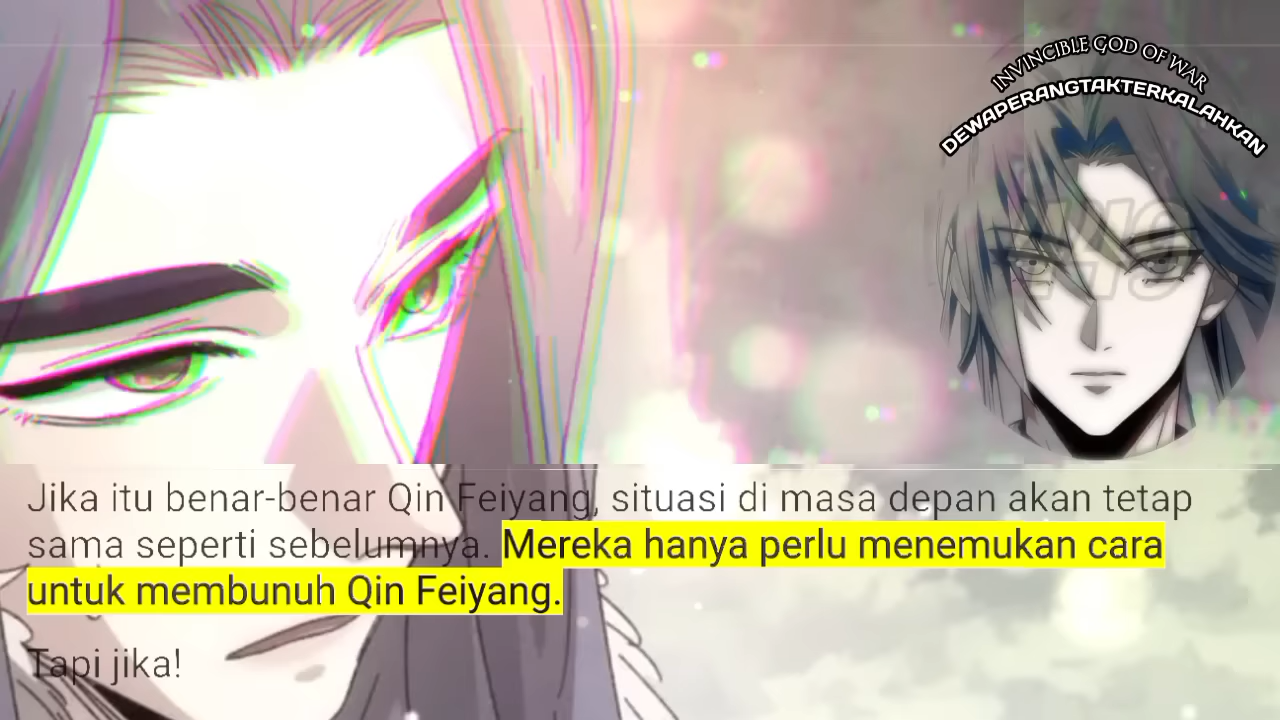 INVINCIBLE GOD OF WAR
DEWAPERANGTAKTERKALAHKAN
Jika itu benar-benar Qin Feiyang, situasi di masa depan akan tetap
sama seperti sebelumnya. Mereka hanya perlu menemukan cara
untuk membunuh Qin Feiyang.
Tapi jika!